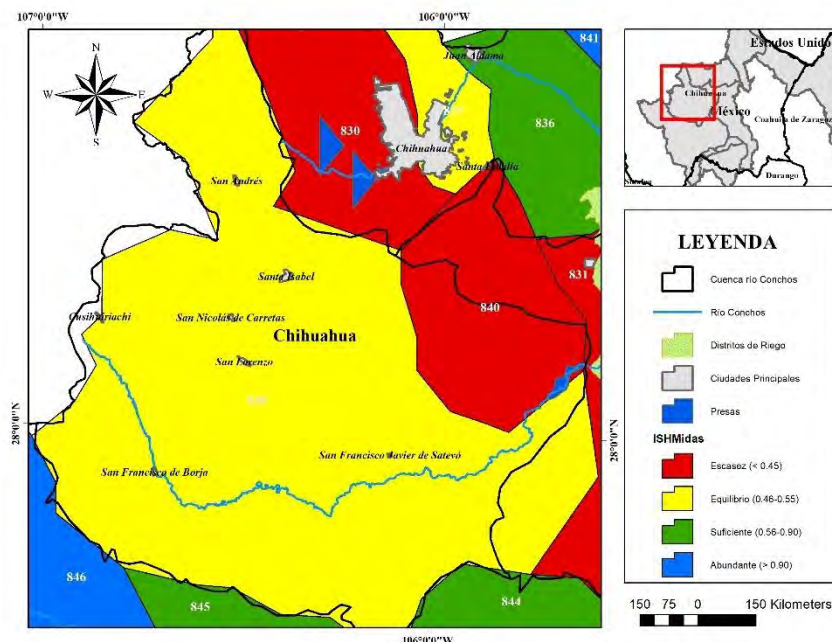 107°0'0"W
106°0'0"W
841
Juan Aldama
N
W E
S
830
836
Chihuahua
San Andrés
Santa Isabel
831
Cusihuiriachi
San Nicolás de Carretas
840
Chihuahua
San Lorenzo
28°0'0"N
28°0'0"N
San Francisco de Borja
San Francisco Javier de Satevó
846
845
844
106°0'0"W
Estados Unido
Chihuahua
México
Coahuila de Zaragoz
Durango
LEYENDA
Cuenca río Conchos
Río Conchos
Distritos de Riego
Ciudades Principales
Presas
ISHMidas
Escasez (< 0.45)
Equilibrio (0.46-0.55)
Suficiente (0.56-0.90)
Abundante (> 0.90)
150 75 0 150 Kilometers